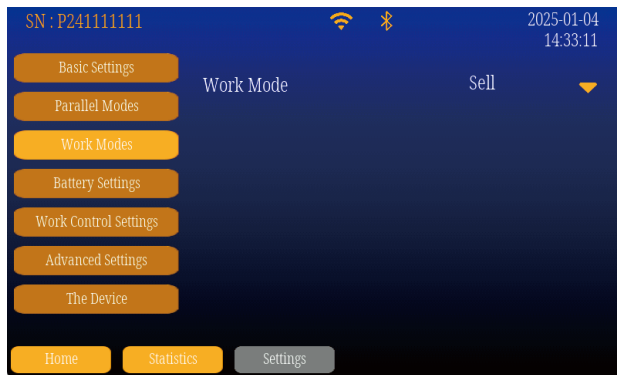 SN : P241111111
2025-01-04
14:33:11
Basic Settings
Parallel Modes
Work Modes
Battery Settings
Work Control Settings
Advanced Settings
The Device
Work Mode
Sell
Home
Statistics
Settings